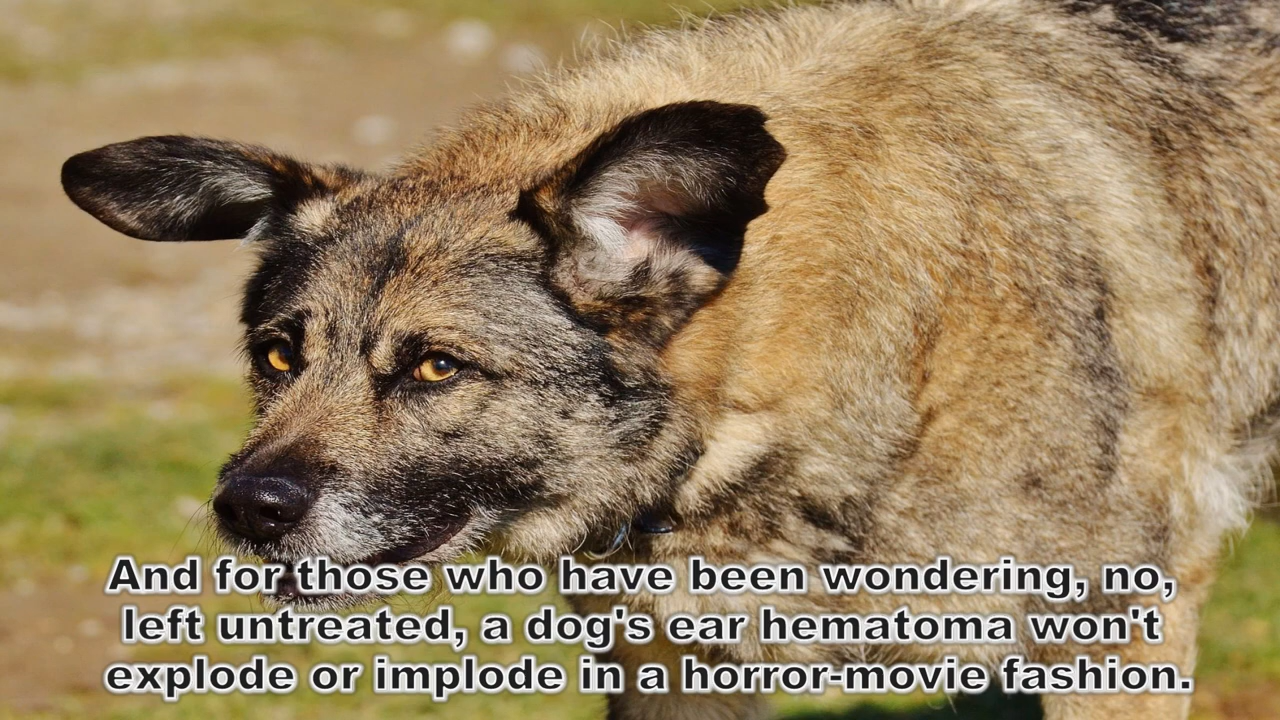 And for those who have been wondering, no,
left untreated, a dog's ear hematoma won't
explode or implode in a horror-movie fashion.